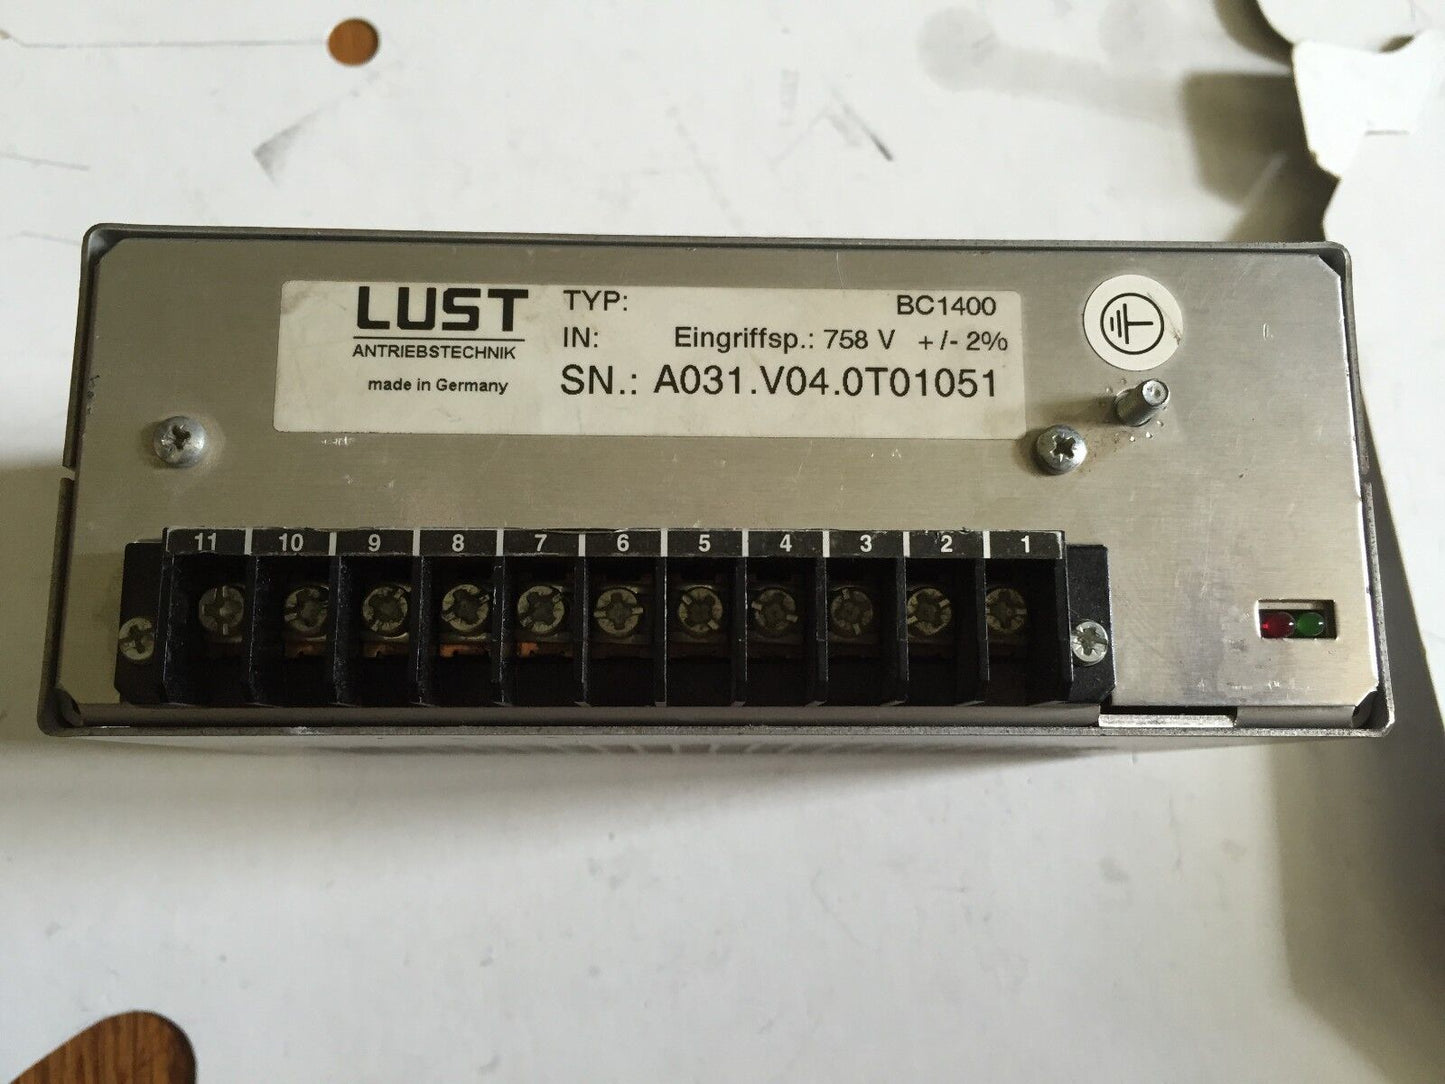 LUST
ANTRIEBSTECHNIK
made in Germany
TYP: BC1400
IN: Eingriffsp.: 758 V +/- 2%
SN.: A031.V04.0T01051
11 10 9 8 7 6 5 4 3 2 1